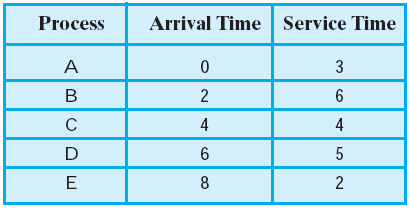 Process Arrival Time Service Time
A 0 3
B 2 6
C 4 4
D 6 5
E 8 2